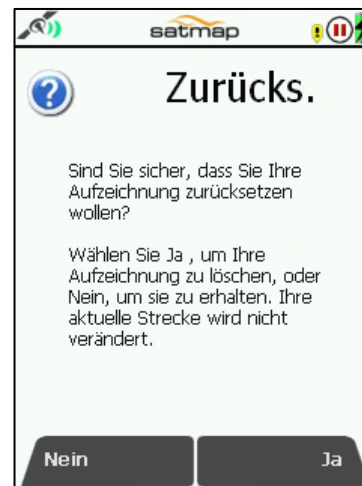 satmap
Zurücks.
Sind Sie sicher, dass Sie Ihre
Aufzeichnung zurücksetzen
wollen?
Wählen Sie Ja , um Ihre
Aufzeichnung zu löschen, oder
Nein, um sie zu erhalten. Ihre
aktuelle Strecke wird nicht
verändert.
Nein Ja